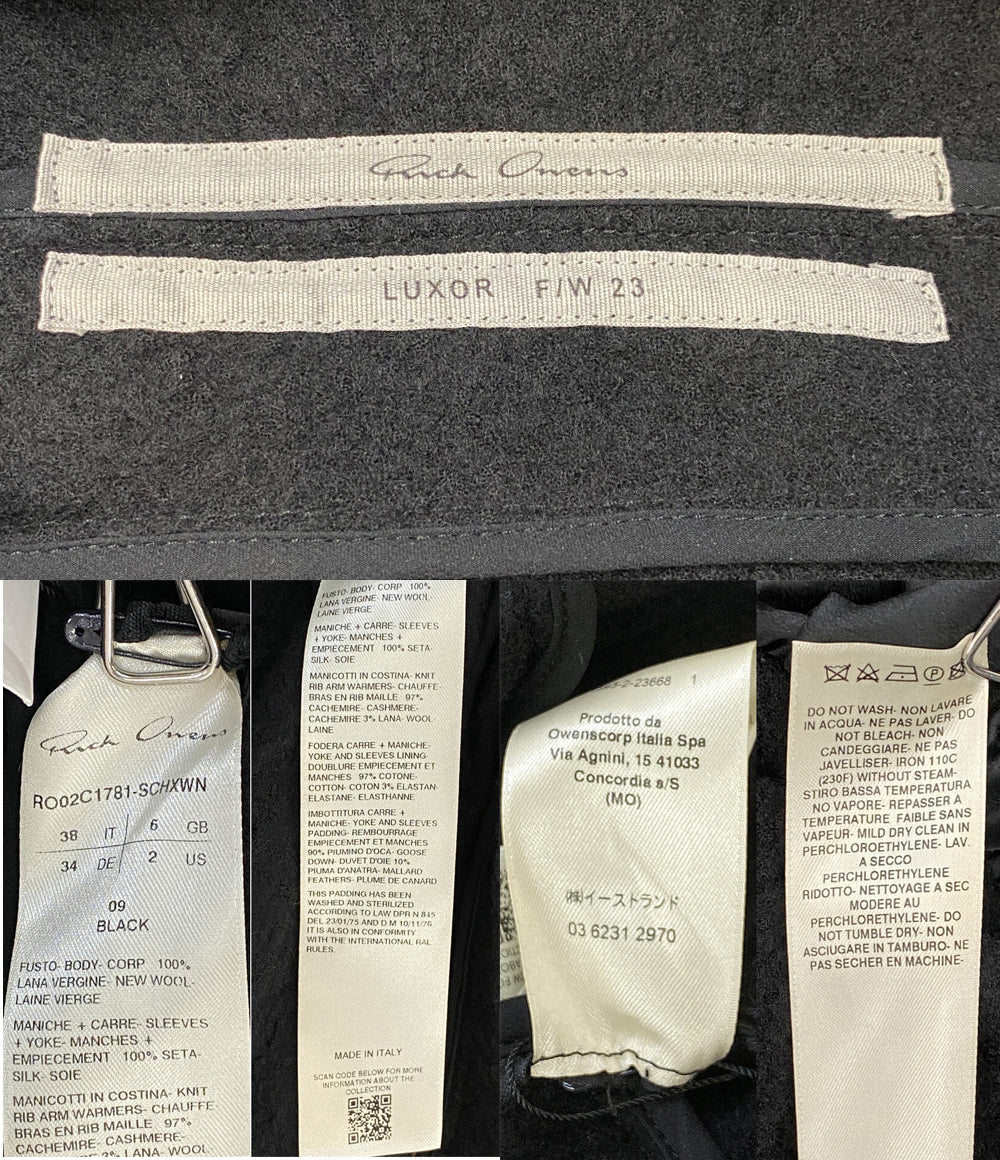 Rick Owens
LUXOR F/W 23
Rick Owens
RO02C1781-SCHXWN
38 IT 6 GB
34 DE 2 US
09
BLACK
FUSTO- BODY- CORP 100%
LANA VERGINE- NEW WOOL-
LAINE VIERGE
MANICHE + CARRE- SLEEVES
+ YOKE- MANCHES +
EMPIECEMENT 100% SETA-
SILK- SOIE
MANICOTTI IN COSTINA- KNIT
RIB ARM WARMERS- CHAUFFE-
BRAS EN RIB MAILLE 97%
CACHEMIRE- CASHMERE-
CACHEMIRE 3% LANA- WOOL-
FUSTO- BODY- CORP 100%
LANA VERGINE- NEW WOOL-
LAINE VIERGE
MANICHE + CARRE- SLEEVES
+ YOKE- MANCHES +
EMPIECEMENT 100% SETA-
SILK- SOIE
MANICOTTI IN COSTINA- KNIT
RIB ARM WARMERS- CHAUFFE-
BRAS EN RIB MAILLE 97%
CACHEMIRE- CASHMERE-
CACHEMIRE 3% LANA- WOOL-
LAINE
FODERA CARRE + MANICHE-
YOKE AND SLEEVES LINING-
DOUBLURE EMPIECEMENT ET
MANCHES 97% COTONE-
COTTON- COTON 3% ELASTAN-
ELASTANE- ELASTHANNE
IMBOTTITURA CARRE +
MANICHE- YOKE AND SLEEVES
PADDING- REMBOURRAGE
EMPIECEMENT ET MANCHES
90% PIUMINO D'OCA- GOOSE
DOWN- DUVET D'OIE 10%
PIUMA D'ANATRA- MALLARD
FEATHERS- PLUME DE CANARD
THIS PADDING HAS BEEN
WASHED AND STERILIZED
ACCORDING TO LAW DPR N 845
DEL 23/01/75 AND D.M 10/11/76.
IT IS ALSO IN CONFORMITY
WITH THE INTERNATIONAL RAL
RULES.
MADE IN ITALY
SCAN CODE BELOW FOR MORE
INFORMATION ABOUT THE
COLLECTION
-2-23668 1
Prodotto da
Owenscorp Italia Spa
Via Agnini, 15 41033
Concordia a/S
(MO)
(株)イーストランド
03 6231 2970
DO NOT WASH- NON LAVARE
IN ACQUA- NE PAS LAVER- DO
NOT BLEACH- NON
CANDEGGIARE- NE PAS
JAVELLISER- IRON 110C
(230F) WITHOUT STEAM-
STIRO BASSA TEMPERATURA
NO VAPORE- REPASSER A
TEMPERATURE FAIBLE SANS
VAPEUR- MILD DRY CLEAN IN
PERCHLOROETHYLENE- LAV.
A SECCO
PERCHLORETHYLENE
RIDOTTO- NETTOYAGE A SEC
MODERE AU
PERCHLORETHYLENE- DO
NOT TUMBLE DRY- NON
ASCIUGARE IN TAMBURO- NE
PAS SECHER EN MACHINE-